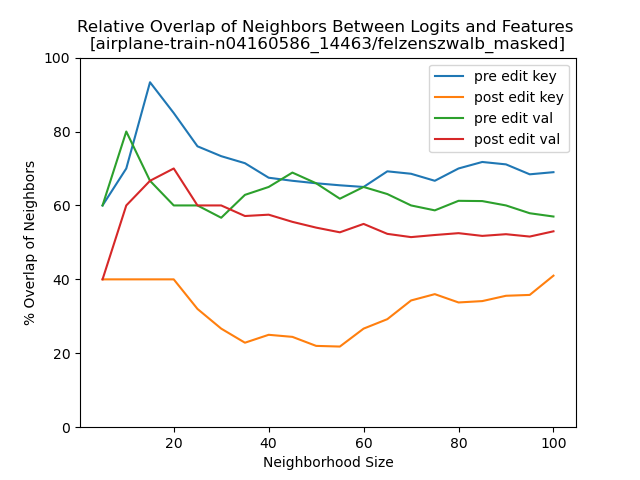 Relative Overlap of Neighbors Between Logits and Features
[airplane-train-n04160586_14463/felzenszwalb_masked]
100
80
60
40
20
0
% Overlap of Neighbors
pre edit key
post edit key
pre edit val
post edit val
20 40 60 80 100
Neighborhood Size